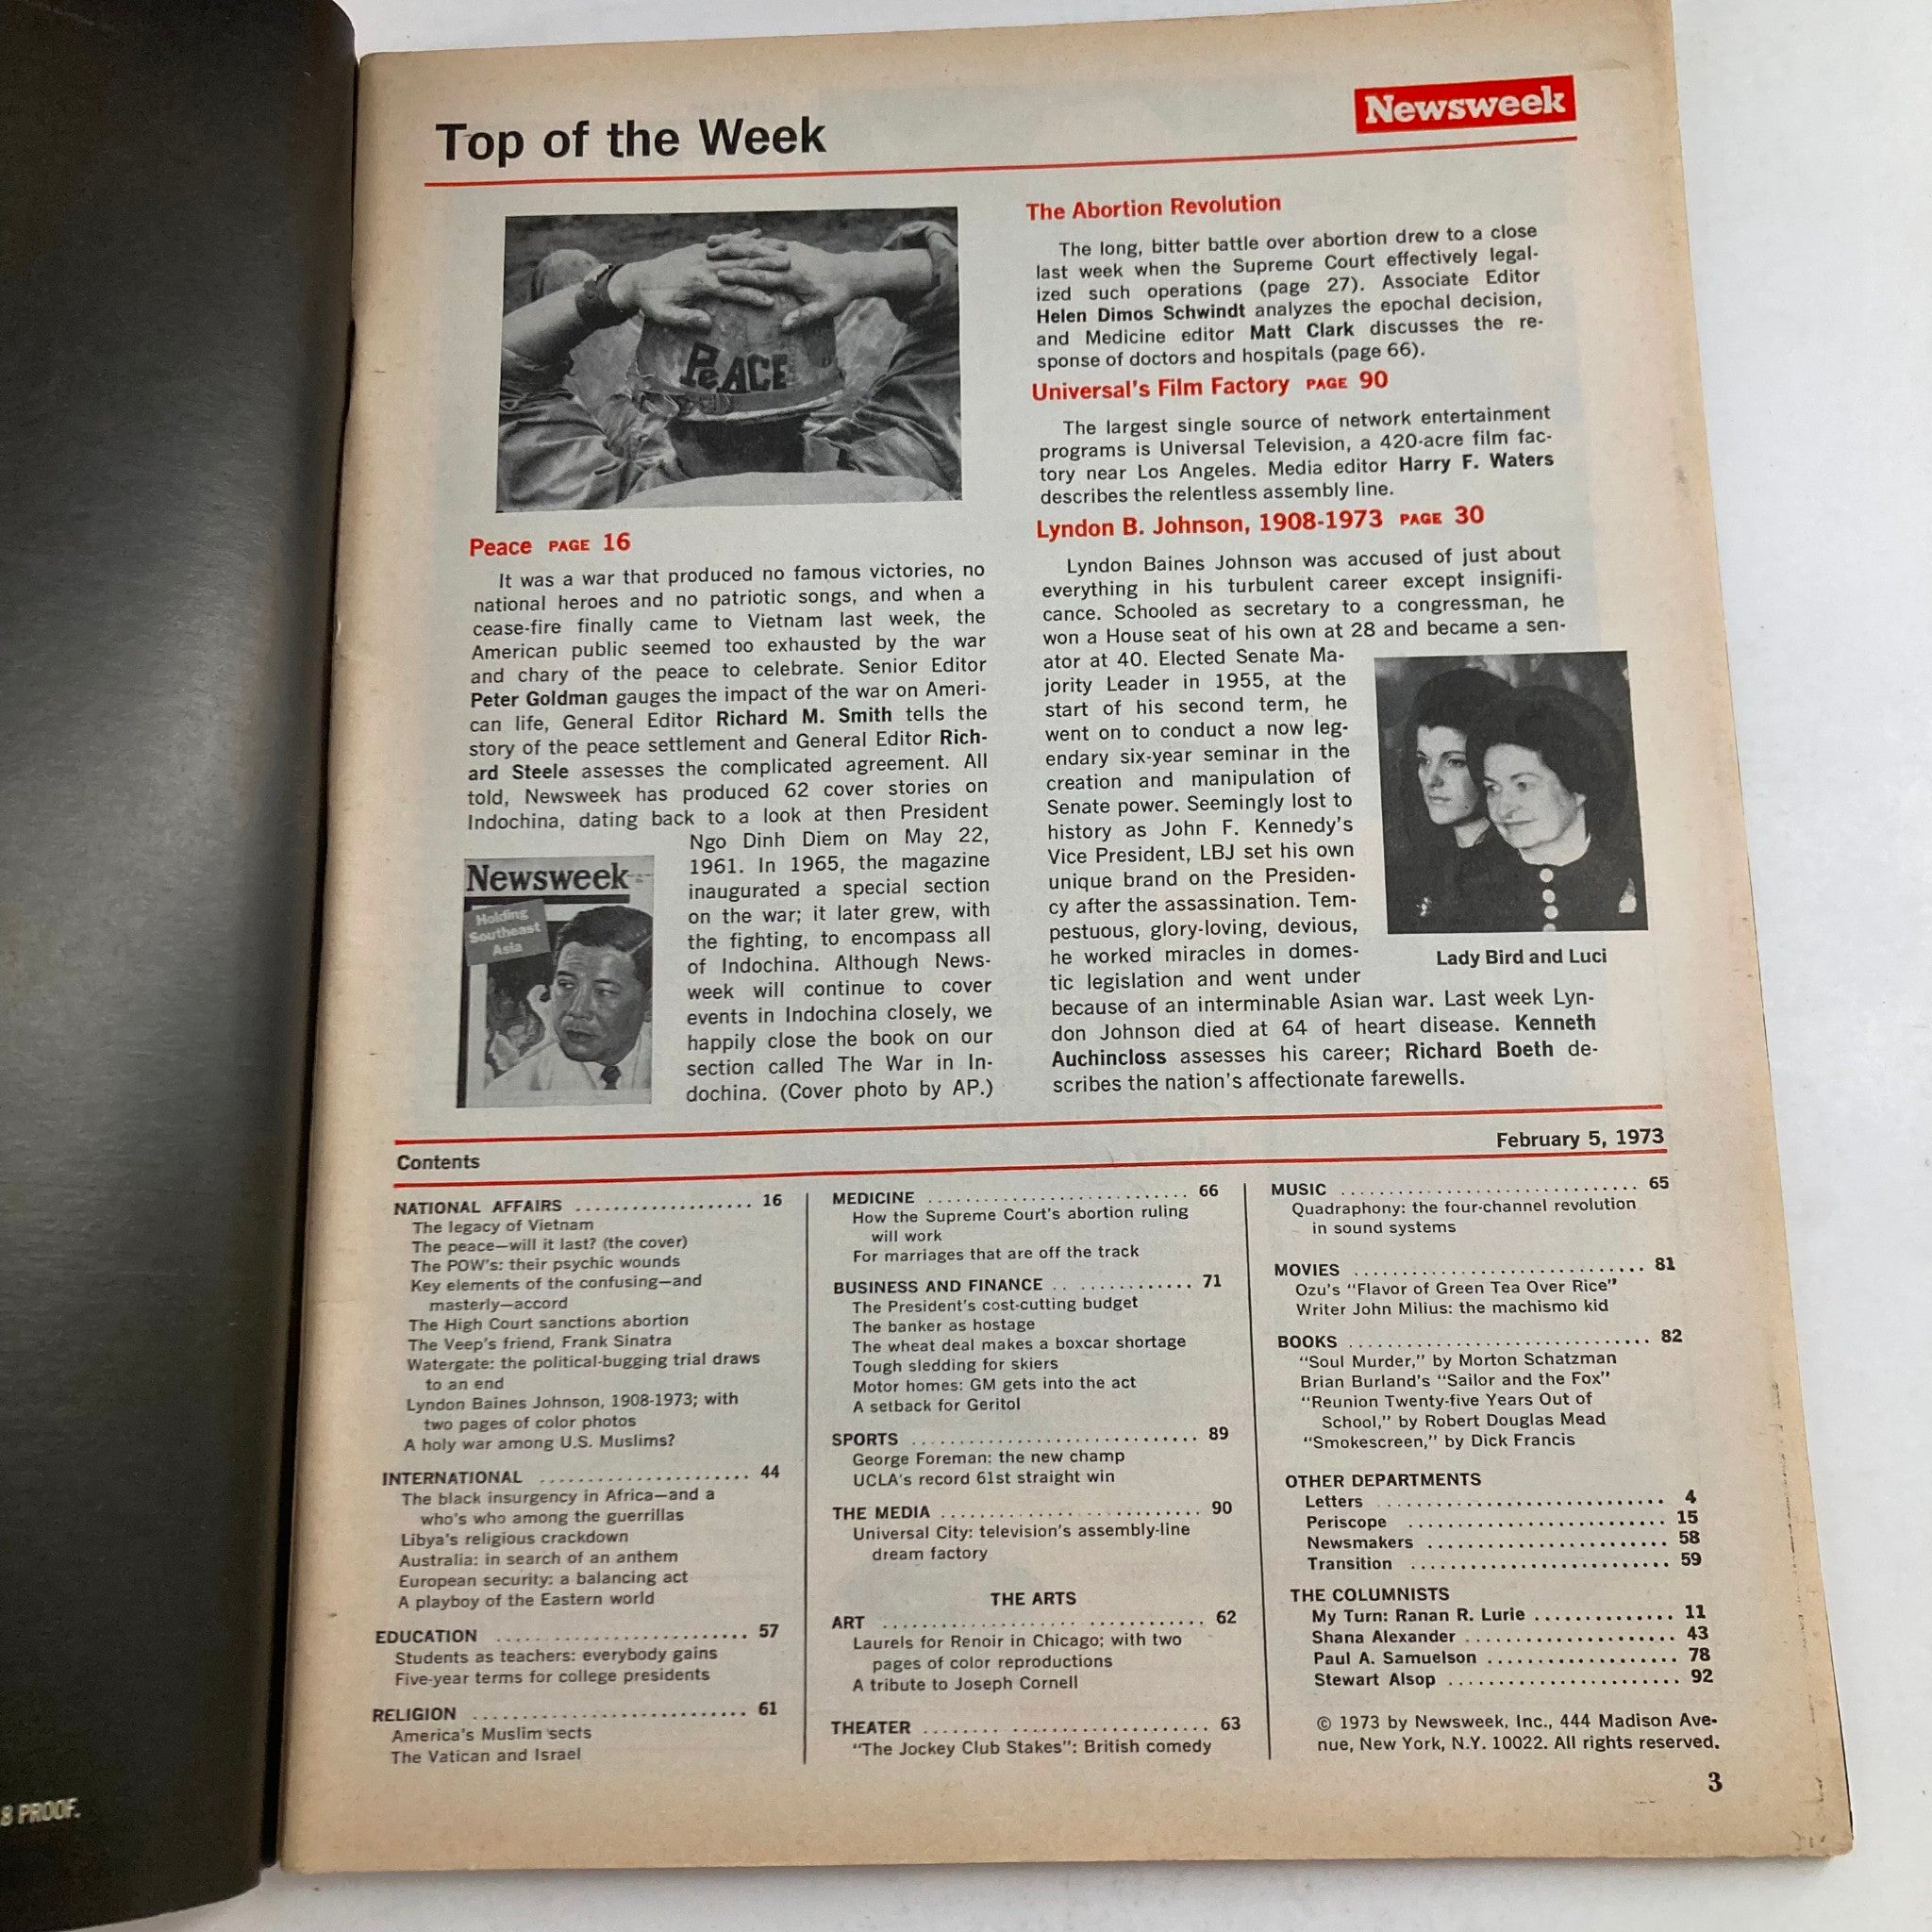 Top of the Week
Newsweek
PEACE
Peace PAGE 16
It was a war that produced no famous victories, no
national heroes and no patriotic songs, and when a
cease-fire finally came to Vietnam last week, the
American public seemed too exhausted by the war
and chary of the peace to celebrate. Senior Editor
Peter Goldman gauges the impact of the war on Ameri-
can life, General Editor Richard M. Smith tells the
story of the peace settlement and General Editor Rich-
ard Steele assesses the complicated agreement. All
told, Newsweek has produced 62 cover stories on
Indochina, dating back to a look at then President
Ngo Dinh Diem on May 22,
1961. In 1965, the magazine
inaugurated a special section
on the war; it later grew, with
the fighting, to encompass all
of Indochina. Although News-
week will continue to cover
events in Indochina closely, we
happily close the book on our
section called The War in In-
dochina. (Cover photo by AP.)
Newsweek
Holding
Southeast
Asia
The Abortion Revolution
The long, bitter battle over abortion drew to a close
last week when the Supreme Court effectively legal-
ized such operations (page 27). Associate Editor
Helen Dimos Schwindt analyzes the epochal decision,
and Medicine editor Matt Clark discusses the re-
sponse of doctors and hospitals (page 66).
Universal's Film Factory PAGE 90
The largest single source of network entertainment
programs is Universal Television, a 420-acre film fac-
tory near Los Angeles. Media editor Harry F. Waters
describes the relentless assembly line.
Lyndon B. Johnson, 1908-1973 PAGE 30
Lyndon Baines Johnson was accused of just about
everything in his turbulent career except insignifi-
cance. Schooled as secretary to a congressman, he
won a House seat of his own at 28 and became a sen-
ator at 40. Elected Senate Ma-
jority Leader in 1955, at the
start of his second term, he
went on to conduct a now leg-
endary six-year seminar in the
creation and manipulation of
Senate power. Seemingly lost to
history as John F. Kennedy's
Vice President, LBJ set his own
unique brand on the Presiden-
cy after the assassination. Tem-
pestuous, glory-loving, devious,
he worked miracles in domes-
tic legislation and went under
because of an interminable Asian war. Last week Lyn-
don Johnson died at 64 of heart disease. Kenneth
Auchincloss assesses his career; Richard Boeth de-
scribes the nation's affectionate farewells.
Lady Bird and Luci
Contents
February 5, 1973
NATIONAL AFFAIRS ................... 16
The legacy of Vietnam
The peace—will it last? (the cover)
The POW's: their psychic wounds
Key elements of the confusing—and
masterly—accord
The High Court sanctions abortion
The Veep's friend, Frank Sinatra
Watergate: the political-bugging trial draws
to an end
Lyndon Baines Johnson, 1908-1973; with
two pages of color photos
A holy war among U.S. Muslims?
INTERNATIONAL ...................... 44
The black insurgency in Africa—and a
who's who among the guerrillas
Libya's religious crackdown
Australia: in search of an anthem
European security: a balancing act
A playboy of the Eastern world
EDUCATION .......................... 57
Students as teachers: everybody gains
Five-year terms for college presidents
RELIGION ............................ 61
America's Muslim sects
The Vatican and Israel
MEDICINE ........................... 66
How the Supreme Court's abortion ruling
will work
For marriages that are off the track
BUSINESS AND FINANCE .. ............ 71
The President's cost-cutting budget
The banker as hostage
The wheat deal makes a boxcar shortage
Tough sledding for skiers
Motor homes: GM gets into the act
A setback for Geritol
SPORTS ............................. 89
George Foreman: the new champ
UCLA's record 61st straight win
THE MEDIA .......................... 90
Universal City: television's assembly-line
dream factory
THE ARTS
ART ................................ 62
Laurels for Renoir in Chicago; with two
pages of color reproductions
A tribute to Joseph Cornell
THEATER ........ .................... 63
"The Jockey Club Stakes": British comedy
MUSIC .............................. 65
Quadraphony: the four-channel revolution
in sound systems
MOVIES ............................. 81
Ozu's "Flavor of Green Tea Over Rice"
Writer John Milius: the machismo kid
BOOKS .............................. 82
"Soul Murder," by Morton Schatzman
Brian Burland's "Sailor and the Fox"
"Reunion Twenty-five Years Out of
School," by Robert Douglas Mead
"Smokescreen," by Dick Francis
OTHER DEPARTMENTS
Letters ............................. 4
Periscope .......................... 15
Newsmakers ........................ 58
Transition .......................... 59
THE COLUMNISTS
My Turn: Ranan R. Lurie .............. 11
Shana Alexander ..................... 43
Paul A. Samuelson ................... 78
Stewart Alsop ....................... 92
© 1973 by Newsweek, Inc., 444 Madison Ave-
nue, New York, N.Y. 10022. All rights reserved.
3
8 PROOF.